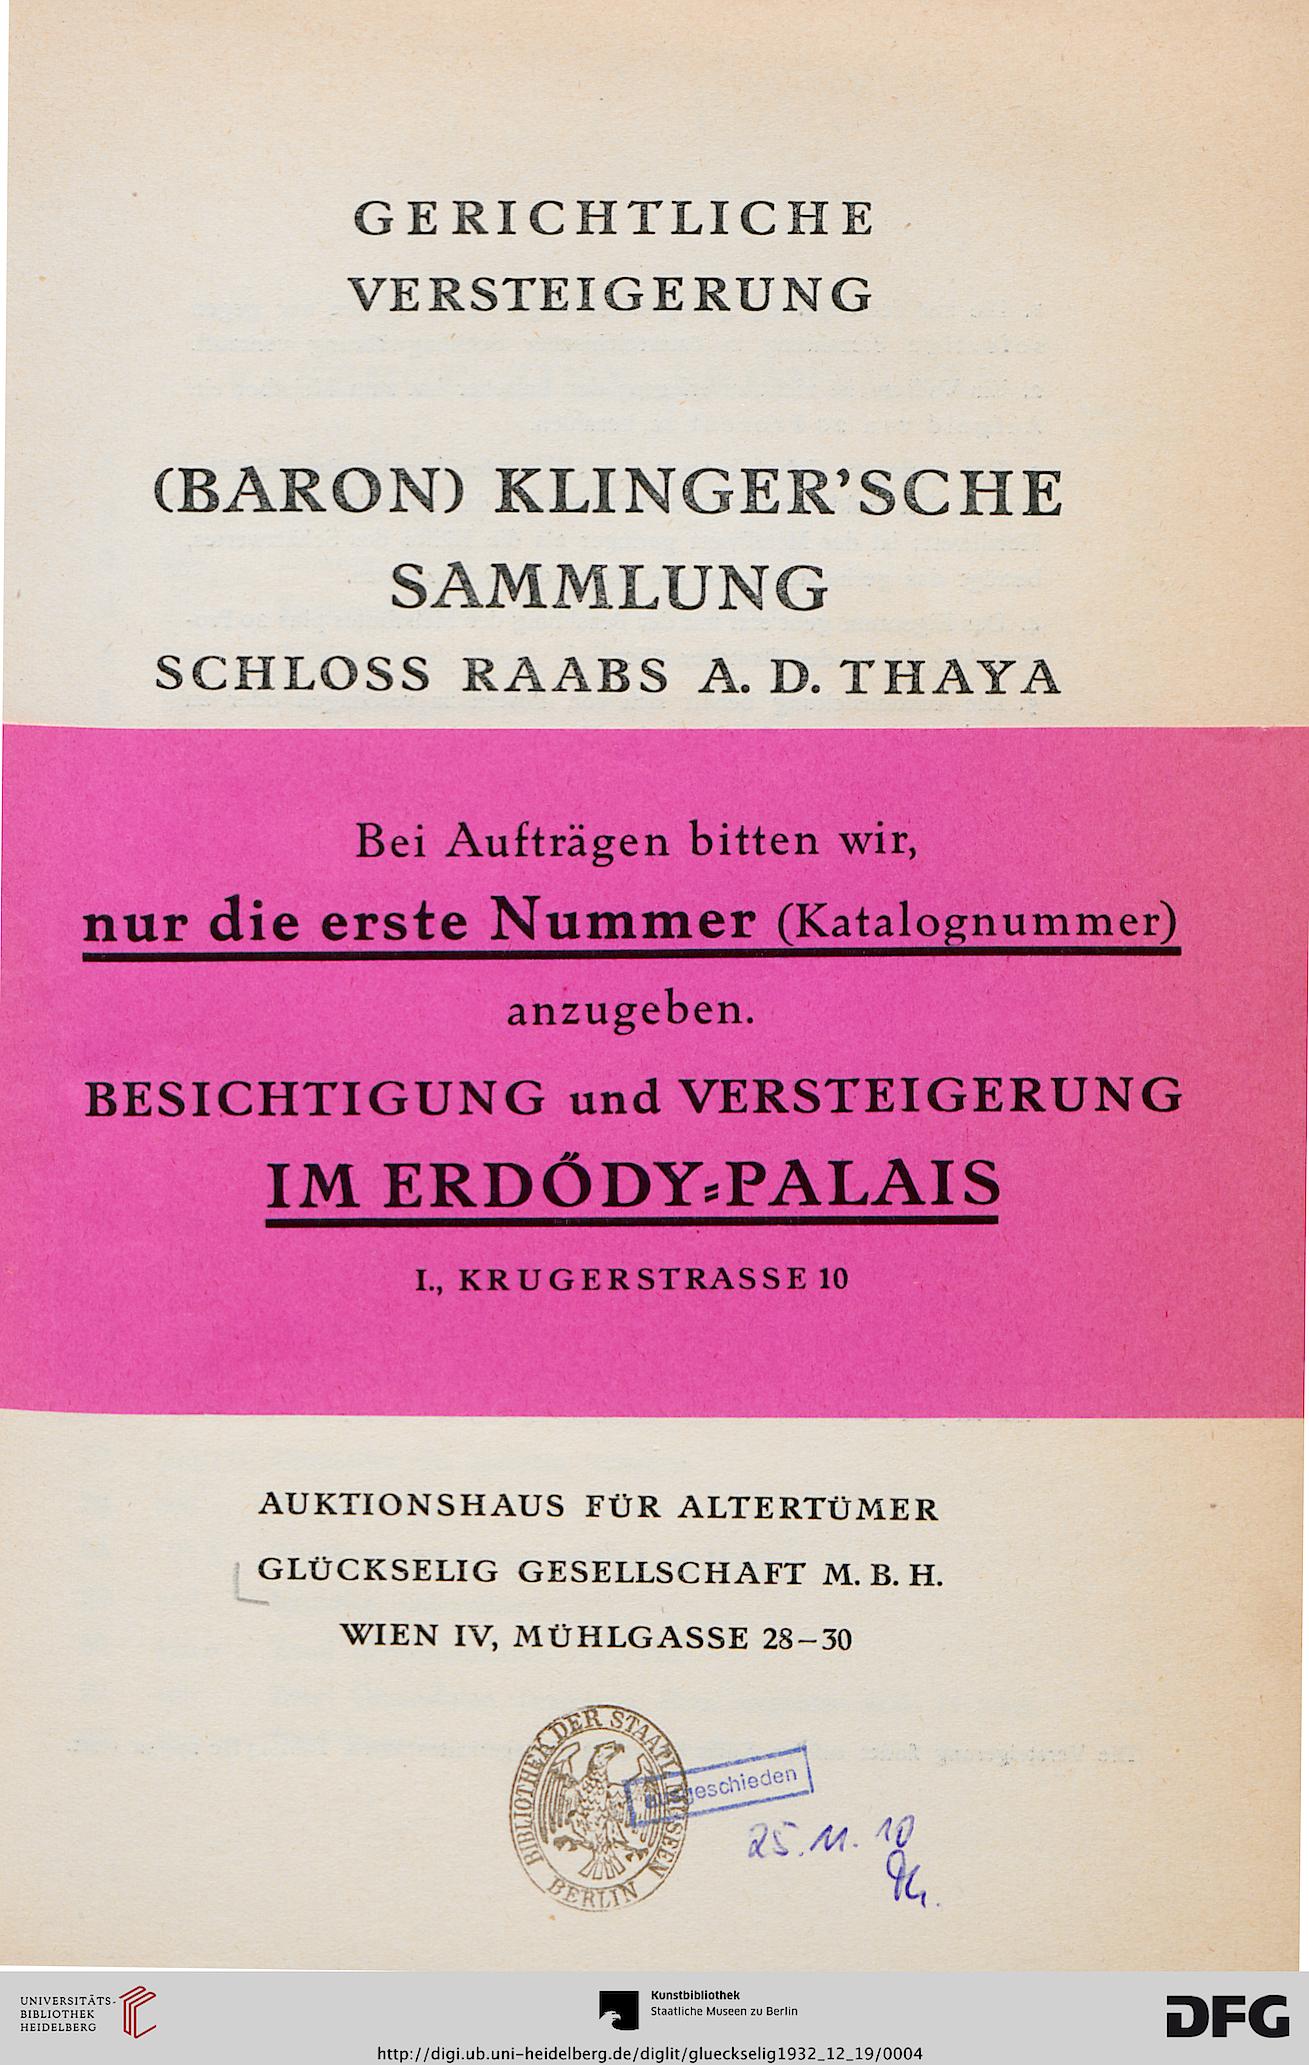 GERICHTLICHE
VERSTEIGERUNG
(BARON) KLINGER'SCHE
SAMMLUNG
SCHLOSS RAABS A. D. THAYA
Bei Aufträgen bitten wir,
nur die erste Nummer (Katalognummer)
anzugeben.
BESICHTIGUNG und VERSTEIGERUNG
IM ERDŐDY-PALAIS
I., KRUGERSTRASSE 10
AUKTIONSHAUS FÜR ALTERTÜMER
GLÜCKSELIG GESELLSCHAFT M. B. H.
WIEN IV, MÜHLGASSE 28–30
BIBLIOTHEK DER STAATL. MUSEEN
BERLIN
ausgeschieden
25. 11. 10
UNIVERSITÄTS-
BIBLIOTHEK
HEIDELBERG
Kunstbibliothek
Staatliche Museen zu Berlin
DFG
http://digi.ub.uni-heidelberg.de/diglit/glueckselig1932_12_19/0004